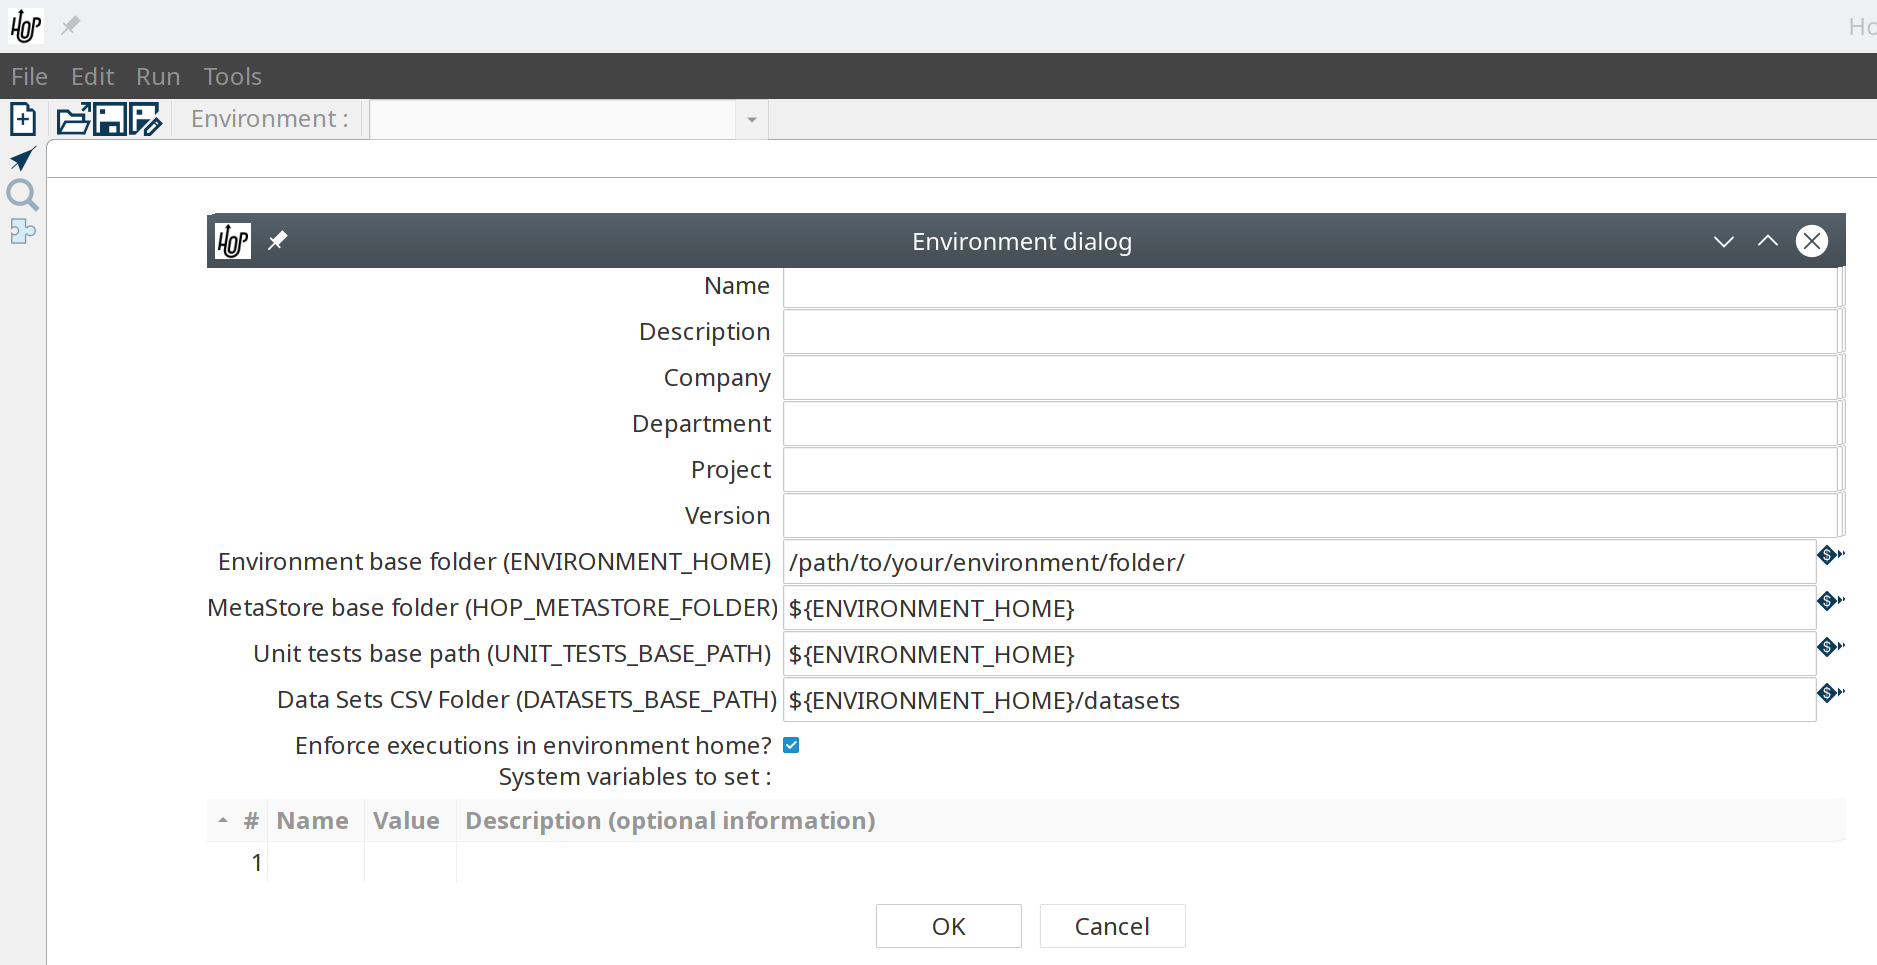 HOP
Ho
File Edit Run Tools
Environment :
HOP Environment dialog
Name
Description
Company
Department
Project
Version
Environment base folder (ENVIRONMENT_HOME) /path/to/your/environment/folder/
MetaStore base folder (HOP_METASTORE_FOLDER) ${ENVIRONMENT_HOME}
Unit tests base path (UNIT_TESTS_BASE_PATH) ${ENVIRONMENT_HOME}
Data Sets CSV Folder (DATASETS_BASE_PATH) ${ENVIRONMENT_HOME}/datasets
Enforce executions in environment home?
System variables to set :
# Name Value Description (optional information)
1
OK Cancel